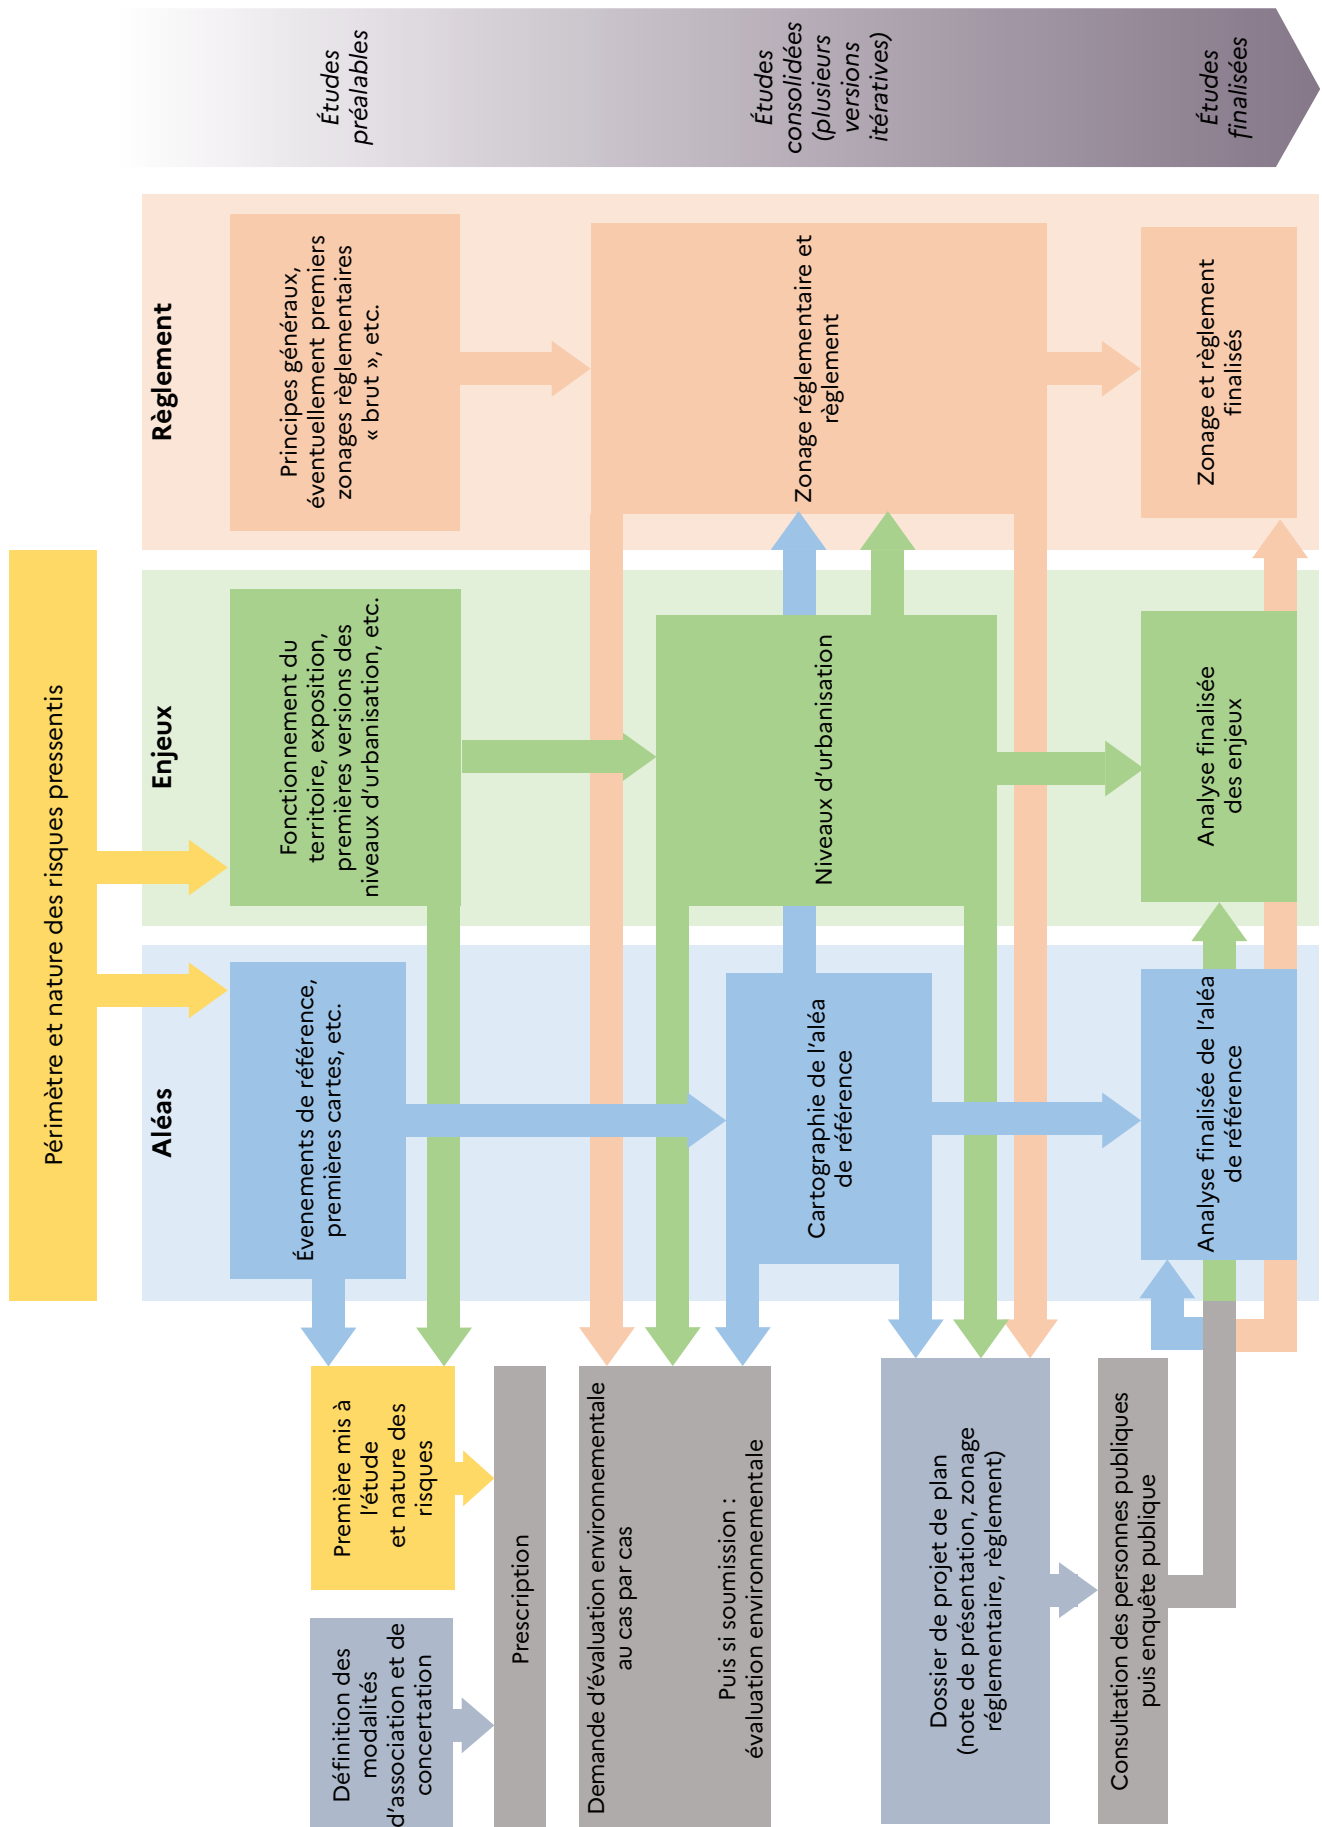 Périmètre et nature des risques pressentis
Aléas
Enjeux
Règlement
Études
préalables
Études
consolidées
(plusieurs
versions
itératives)
Études
finalisées
Évenements de référence,
premières cartes, etc.
Fonctionnement du
territoire, exposition,
premières versions des
niveaux d'urbanisation, etc.
Principes généraux,
éventuellement premiers
zonages règlementaires
« brut », etc.
Définition des
modalités
d'association et de
concertation
Première mis à
l'étude
et nature des
risques
Prescription
Demande d'évaluation environnementale
au cas par cas
Puis si soumission :
évaluation environnementale
Cartographie de l'aléa
de référence
Niveaux d'urbanisation
Zonage réglementaire et
règlement
Dossier de projet de plan
(note de présentation, zonage
réglementaire, règlement)
Consultation des personnes publiques
puis enquête publique
Analyse finalisée de l'aléa
de référence
Analyse finalisée
des enjeux
Zonage et règlement
finalisés